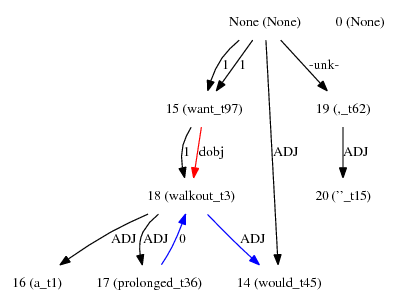 None (None) 0 (None)
1 1 -unk-
15 (want_t97) 19 (,_t62)
1 dobj ADJ ADJ
18 (walkout_t3) 20 (''_t15)
ADJ ADJ 0 ADJ
16 (a_t1) 17 (prolonged_t36) 14 (would_t45)